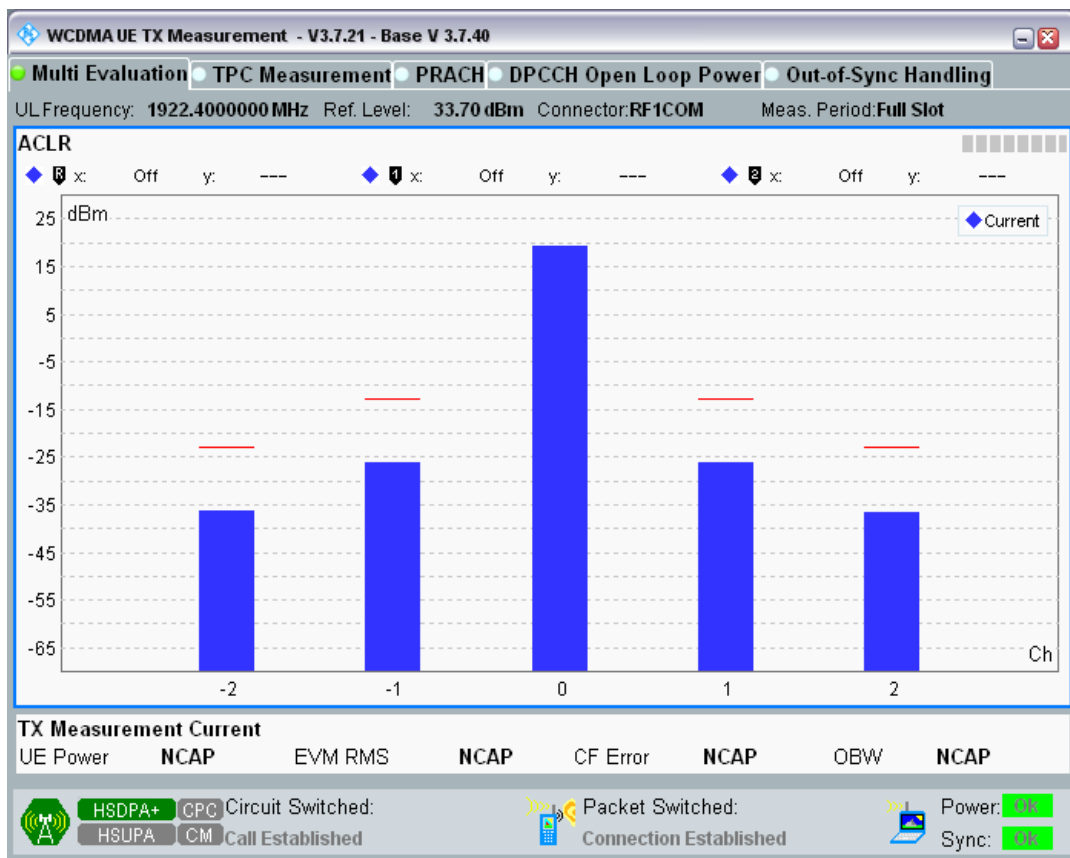 WCDMA UE TX Measurement - V3.7.21 - Base V 3.7.40
Multi Evaluation TPC Measurement PRACH DPCCH Open Loop Power Out-of-Sync Handling
UL Frequency: 1922.4000000 MHz Ref. Level: 33.70 dBm Connector:RF1COM Meas. Period:Full Slot
ACLR
R x: Off y: --- 1 x: Off y: --- 2 x: Off y: ---
dBm
Current
25
15
5
-5
-15
-25
-35
-45
-55
-65
Ch
-2 -1 0 1 2
TX Measurement Current
UE Power NCAP EVM RMS NCAP CF Error NCAP OBW NCAP
HSDPA+ CPC Circuit Switched: Packet Switched: Power: Ok
HSUPA CM Call Established Connection Established Sync: Ok